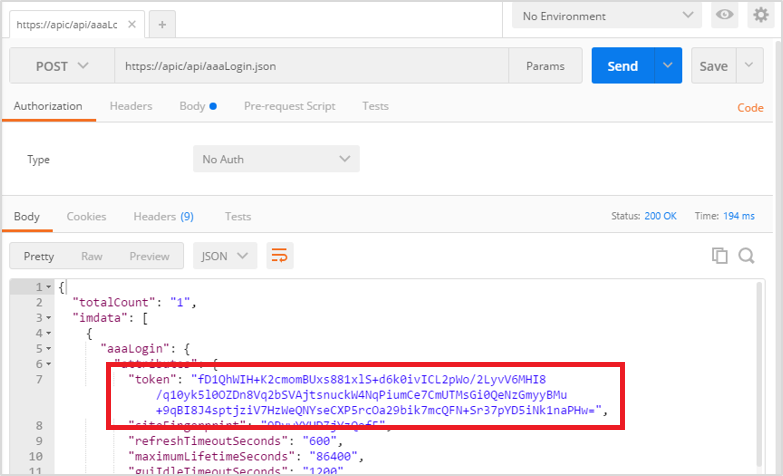 https://apic/api/aaaLc × + No Environment
POST https://apic/api/aaaLogin.json Params Send Save
Authorization Headers Body Pre-request Script Tests Code
Type No Auth
Body Cookies Headers (9) Tests Status: 200 OK Time: 194 ms
Pretty Raw Preview JSON
1 {
2 "totalCount": "1",
3 "imdata": [
4 {
5 "aaaLogin": {
6 "attributes": {
7 "token": "fD1QhWIH+K2cmomBUxs881xlS+d6k0ivICL2pWo/2LyvV6MHI8
/q10yk5l0OZDn8Vq2bSVAjtsnuckW4NqPiumCe7CmUTMsGi0QeNzGmyyBMu
+9qBI8J4sptjziV7HzWeQNYseCXP5rcOa29bik7mcQFN+Sr37pYD5iNk1naPHw=",
8
9 "refreshTimeoutSeconds": "600",
10 "maximumLifetimeSeconds": "86400",
11 "guiIdleTimeoutSeconds": "1200"